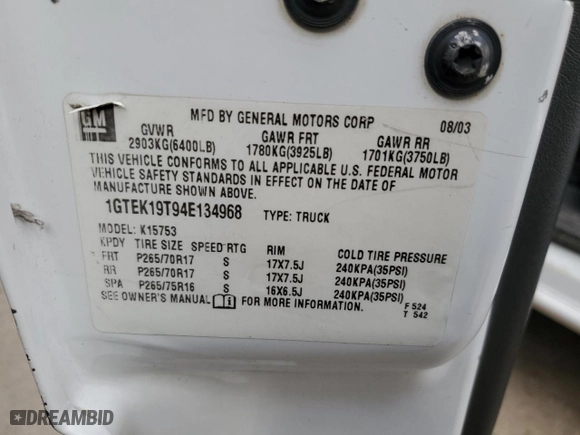 GM
MFD BY GENERAL MOTORS CORP 08/03
GVWR GAWR FRT GAWR RR
2903KG(6400LB) 1780KG(3925LB) 1701KG(3750LB)
THIS VEHICLE CONFORMS TO ALL APPLICABLE U.S. FEDERAL MOTOR
VEHICLE SAFETY STANDARDS IN EFFECT ON THE DATE OF
MANUFACTURE SHOWN ABOVE.
1GTEK19T94E134968 TYPE: TRUCK
MODEL: K15753
KPDY TIRE SIZE SPEED RTG RIM COLD TIRE PRESSURE
FRT P265/70R17 S 17X7.5J 240KPA(35PSI)
RR P265/70R17 S 17X7.5J 240KPA(35PSI)
SPA P265/75R16 S 16X6.5J 240KPA(35PSI)
SEE OWNER'S MANUAL FOR MORE INFORMATION. F 524
T 542
DREAMBID